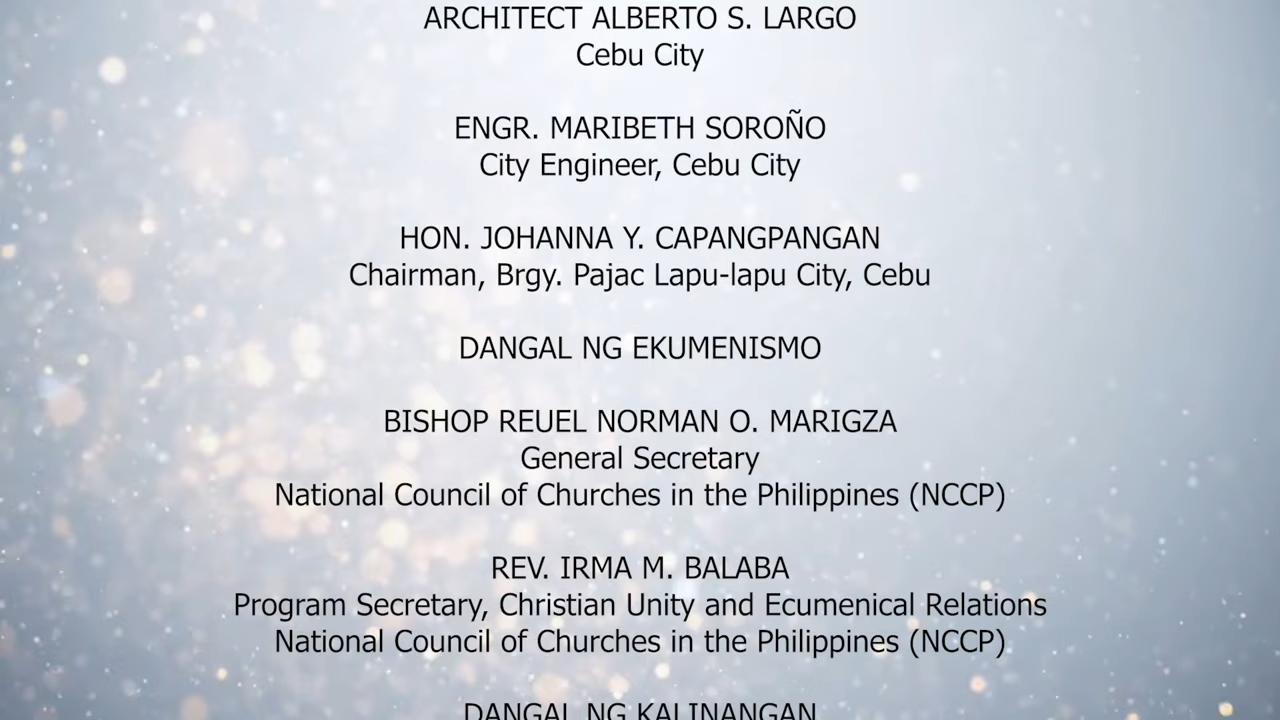 ARCHITECT ALBERTO S. LARGO
Cebu City
ENGR. MARIBETH SOROÑO
City Engineer, Cebu City
HON. JOHANNA Y. CAPANGPANGAN
Chairman, Brgy. Pajac Lapu-lapu City, Cebu
DANGAL NG EKUMENISMO
BISHOP REUEL NORMAN O. MARIGZA
General Secretary
National Council of Churches in the Philippines (NCCP)
REV. IRMA M. BALABA
Program Secretary, Christian Unity and Ecumenical Relations
National Council of Churches in the Philippines (NCCP)
DANGAL NG KALINANGAN